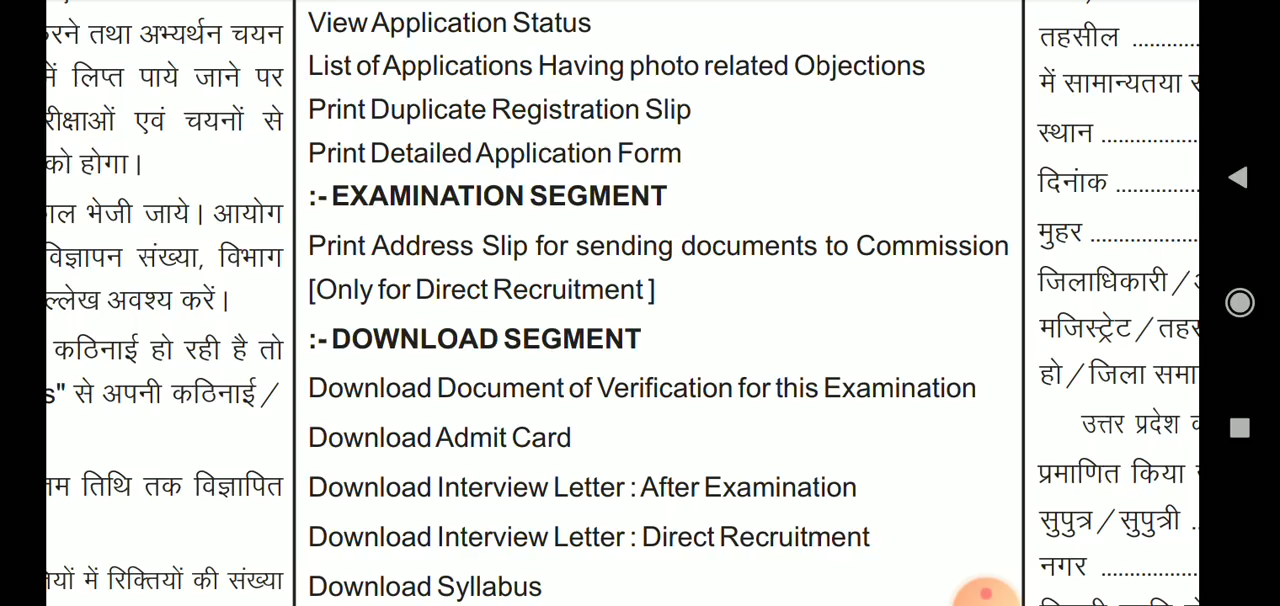 करने तथा अभ्यर्थन चयन
में लिप्त पाये जाने पर
रीक्षाओं एवं चयनों से
को होगा।
भेजी जाये। आयोग
विज्ञापन संख्या, विभाग
ल्लेख अवश्य करें।
कठिनाई हो रही है तो
s" से अपनी कठिनाई /
तिथि तक विज्ञापित
में रिक्तियों की संख्या
View Application Status
List of Applications Having photo related Objections
Print Duplicate Registration Slip
Print Detailed Application Form
:- EXAMINATION SEGMENT
Print Address Slip for sending documents to Commission
[Only for Direct Recruitment ]
:- DOWNLOAD SEGMENT
Download Document of Verification for this Examination
Download Admit Card
Download Interview Letter : After Examination
Download Interview Letter : Direct Recruitment
Download Syllabus
तहसील ............
में सामान्यतया
स्थान ................
दिनांक ..............
मुहर ..................
जिलाधिकारी /
मजिस्ट्रेट / तह
हो / जिला समा
उत्तर प्रदेश
प्रमाणित किया
सुपुत्र / सुपुत्री ..
नगर ................